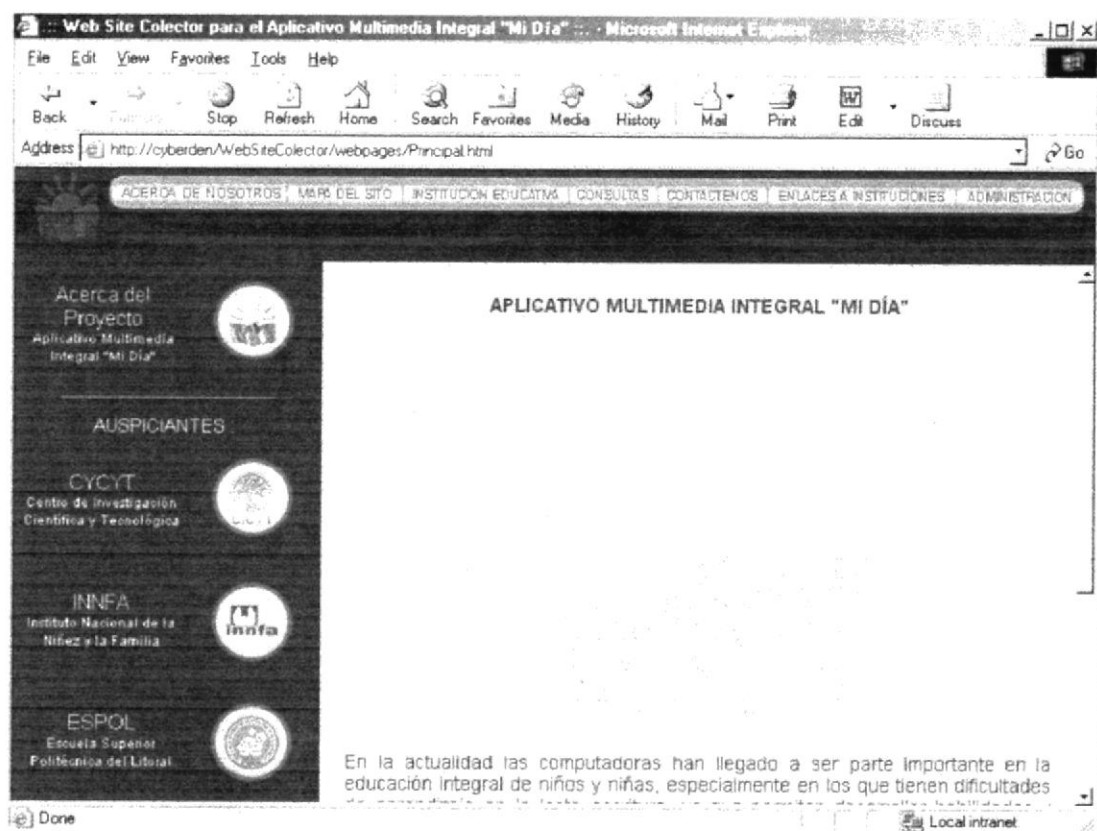 .:: Web Site Colector para el Aplicativo Multimedia Integral "Mi Día" ::. - Microsoft Internet Explorer
File Edit View Favorites Tools Help
Back Forward Stop Refresh Home Search Favorites Media History Mail Print Edit Discuss
Address http://cyberden/WebSiteColector/webpages/Principal.html Go
ACERCA DE NOSOTROS | MAPA DEL SITIO | INSTITUCION EDUCATIVA | CONSULTAS | CONTACTENOS | ENLACES A INSTITUCIONES | ADMINISTRACION
Acerca del
Proyecto
Aplicativo Multimedia
Integral "Mi Día"
AUSPICIANTES
CYCYT
Centro de Investigación
Científica y Tecnológica
CICYT
INNFA
Instituto Nacional de la
Niñez y la Familia
innfa
ESPOL
Escuela Superior
Politécnica del Litoral
APLICATIVO MULTIMEDIA INTEGRAL "MI DÍA"
En la actualidad las computadoras han llegado a ser parte importante en la
educación integral de niños y niñas, especialmente en los que tienen dificultades
Done
Local intranet